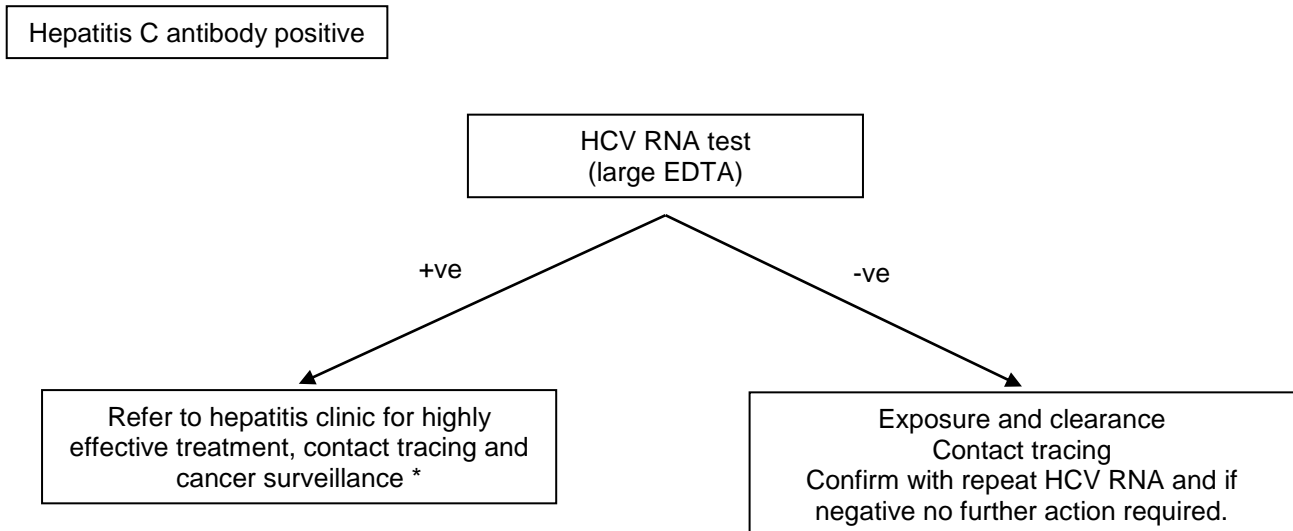 Hepatitis C antibody positive
HCV RNA test
(large EDTA)
+ve
-ve
Refer to hepatitis clinic for highly
effective treatment, contact tracing and
cancer surveillance *
Exposure and clearance
Contact tracing
Confirm with repeat HCV RNA and if
negative no further action required.